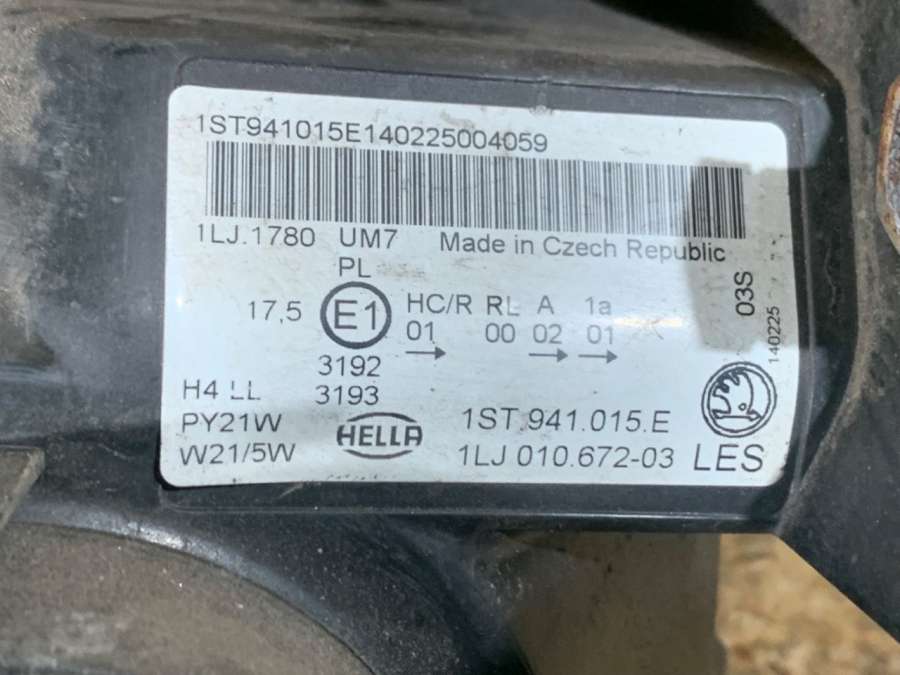 1ST941015E140225004059
1LJ.1780 UM7 Made in Czech Republic
PL
17,5 E1 HC/R RL A 1a
01 00 02 01
→ → →
3192
H4 LL 3193
PY21W HELLA 1ST.941.015.E
W21/5W 1LJ 010.672-03 LES
03S
140225